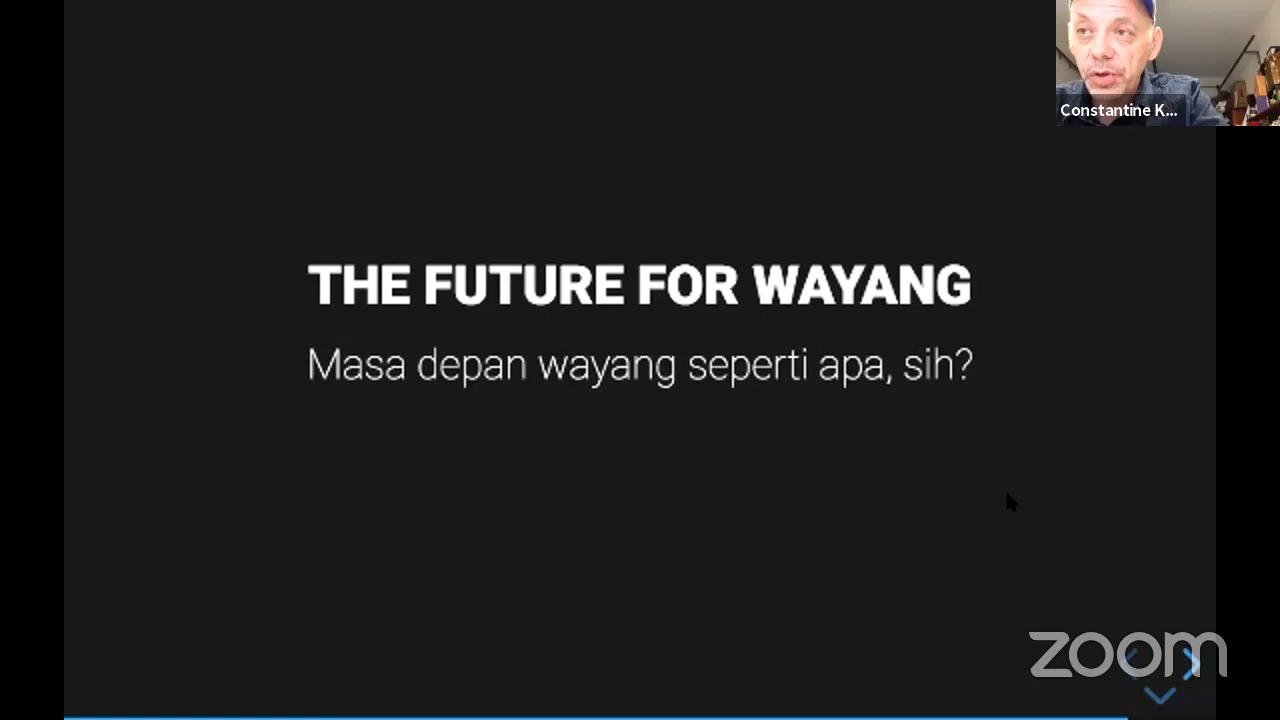 Constantine K...
THE FUTURE FOR WAYANG
Masa depan wayang seperti apa, sih?
zoom